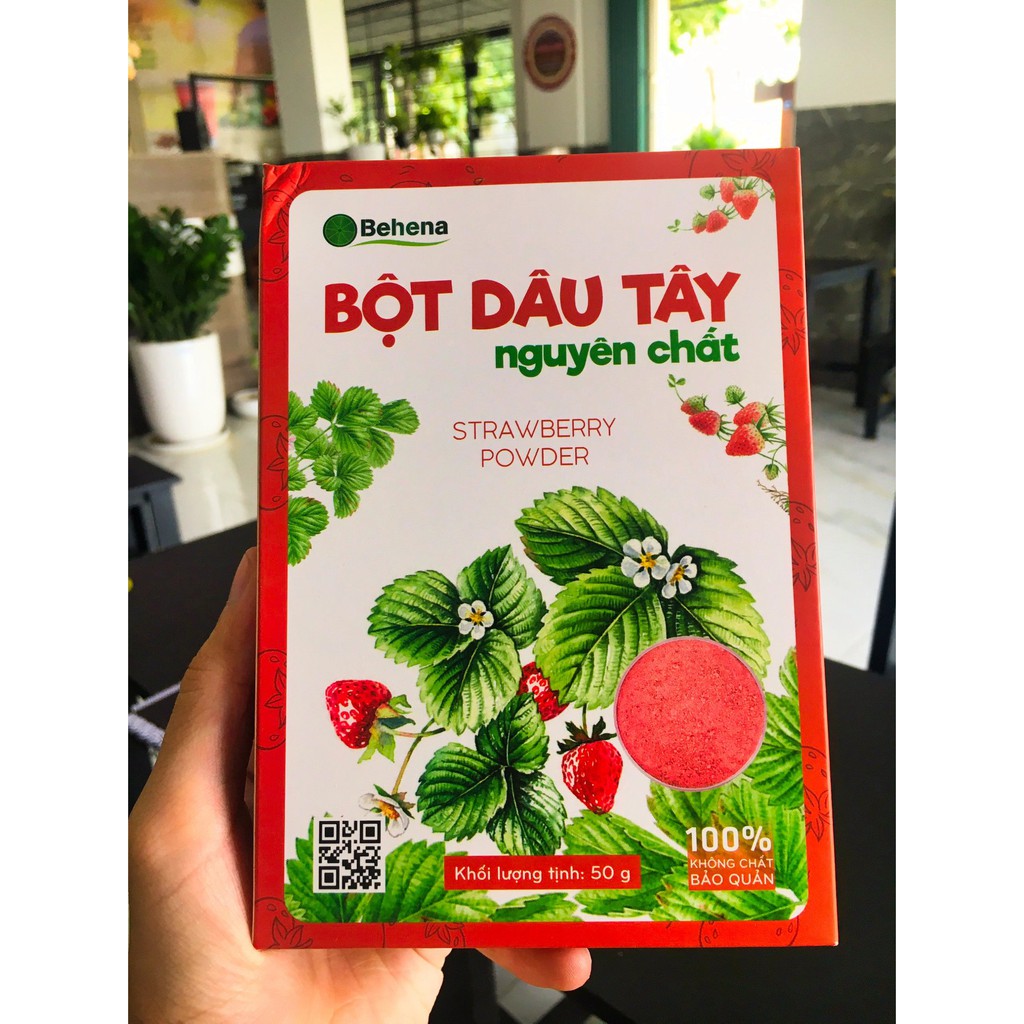 Behena
BỘT DÂU TÂY
nguyên chất
STRAWBERRY
POWDER
Khối lượng tịnh: 50 g
100%
KHÔNG CHẤT
BẢO QUẢN